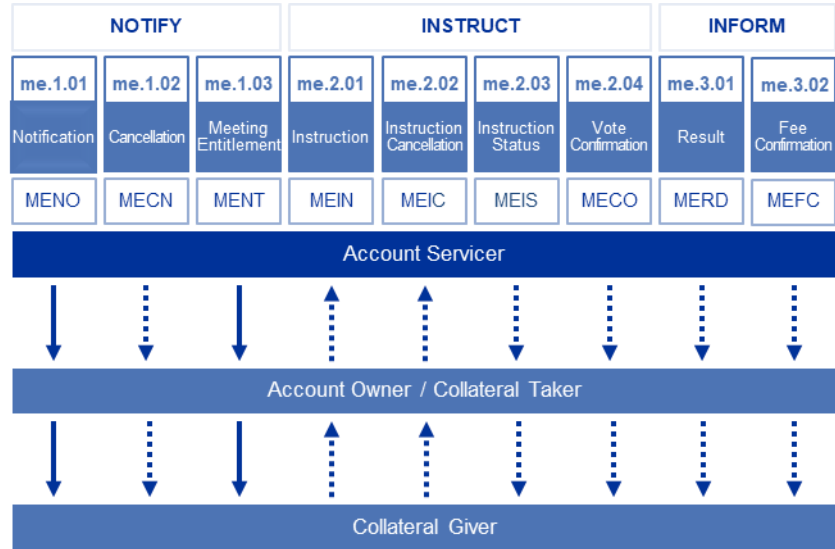 NOTIFY INSTRUCT INFORM
me.1.01 me.1.02 me.1.03 me.2.01 me.2.02 me.2.03 me.2.04 me.3.01 me.3.02
Notification
Cancellation
Meeting
Entitlement
Instruction
Instruction
Cancellation
Instruction
Status
Vote
Confirmation
Result
Fee
Confirmation
MENO MECN MENT MEIN MEIC MEIS MECO MERD MEFC
Account Servicer
Account Owner / Collateral Taker
Collateral Giver